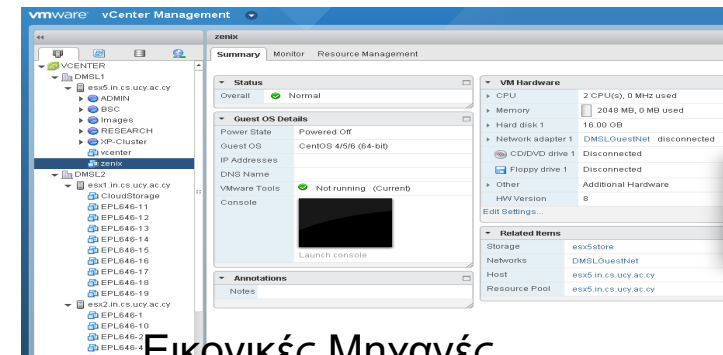 vmware vCenter Management
zenix
Summary Monitor Resource Management
VCENTER
DMSL1
esx5.in.cs.ucy.ac.cy
ADMIN
BSC
Images
RESEARCH
XP-Cluster
vcenter
zenix
DMSL2
esx1.in.cs.ucy.ac.cy
CloudStorage
EPL646-11
EPL646-12
EPL646-13
EPL646-14
EPL646-15
EPL646-16
EPL646-17
EPL646-18
EPL646-19
esx2.in.cs.ucy.ac.cy
EPL646-1
EPL646-10
EPL646-2
EPL646-4
Status
Overall Normal
Guest OS Details
Power State Powered Off
Guest OS CentOS 4/5/6 (64-bit)
IP Addresses
DNS Name
VMware Tools Not running (Current)
Console
Launch console
Annotations
Notes
VM Hardware
CPU 2 CPU(s), 0 MHz used
Memory 2048 MB, 0 MB used
Hard disk 1 16.00 GB
Network adapter 1 DMSLGuestNet disconnected
CD/DVD drive 1 Disconnected
Floppy drive 1 Disconnected
Other Additional Hardware
HW Version 8
Edit Settings...
Related Items
Storage esx5store
Networks DMSLGuestNet
Host esx5.in.cs.ucy.ac.cy
Resource Pool esx5.in.cs.ucy.ac.cy
Εικονικές Μηχανές